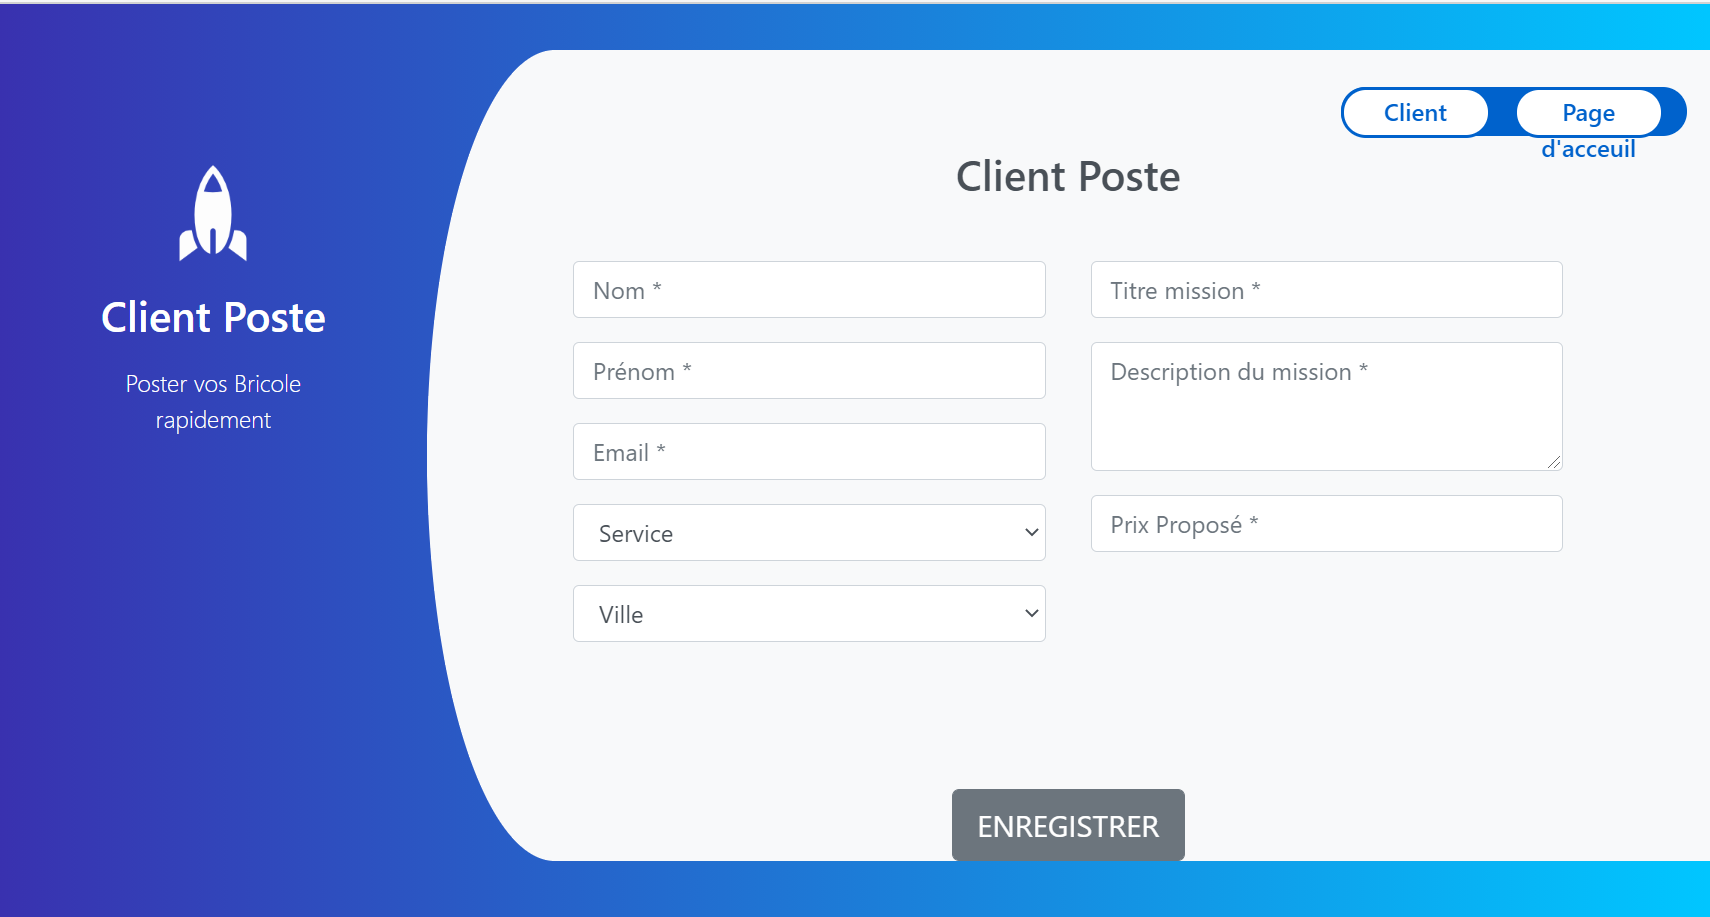 Client
Page
d'acceuil
Client Poste
Client Poste
Poster vos Bricole
rapidement
Nom *
Prénom *
Email *
Service
Ville
Titre mission *
Description du mission *
Prix Proposé *
ENREGISTRER